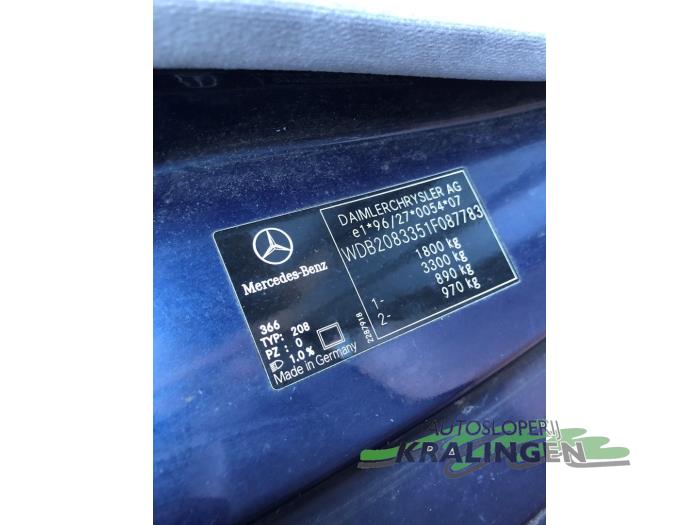 DAIMLERCHRYSLER AG
e1*96/27*0054*07
WDB2083351F087783
1800 kg
3300 kg
1- 890 kg
2- 970 kg
Mercedes-Benz
366
TYP: 208
PZ : 0
1.0%
Made in Germany
2287918
AUTOSLOPERIJ
KRALINGEN